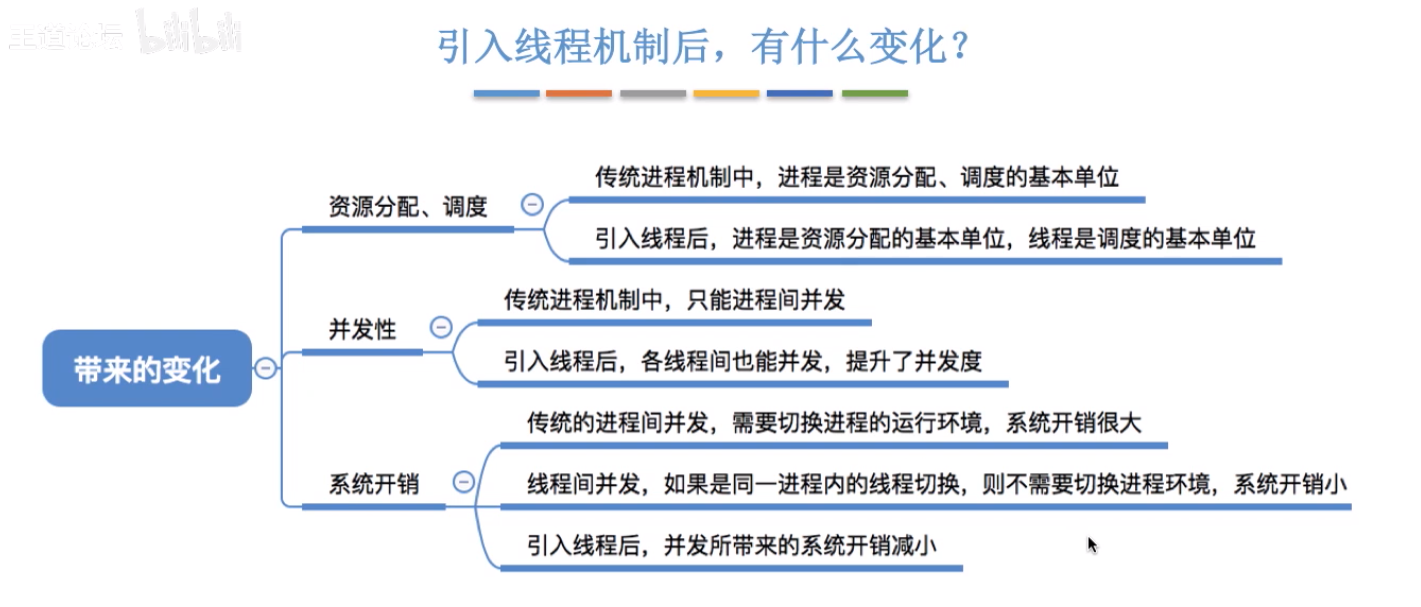 王道论坛 bilibili
引入线程机制后，有什么变化？
传统进程机制中，进程是资源分配、调度的基本单位
资源分配、调度
引入线程后，进程是资源分配的基本单位，线程是调度的基本单位
传统进程机制中，只能进程间并发
并发性
引入线程后，各线程间也能并发，提升了并发度
带来的变化
传统的进程间并发，需要切换进程的运行环境，系统开销很大
系统开销
线程间并发，如果是同一进程内的线程切换，则不需要切换进程环境，系统开销小
引入线程后，并发所带来的系统开销减小